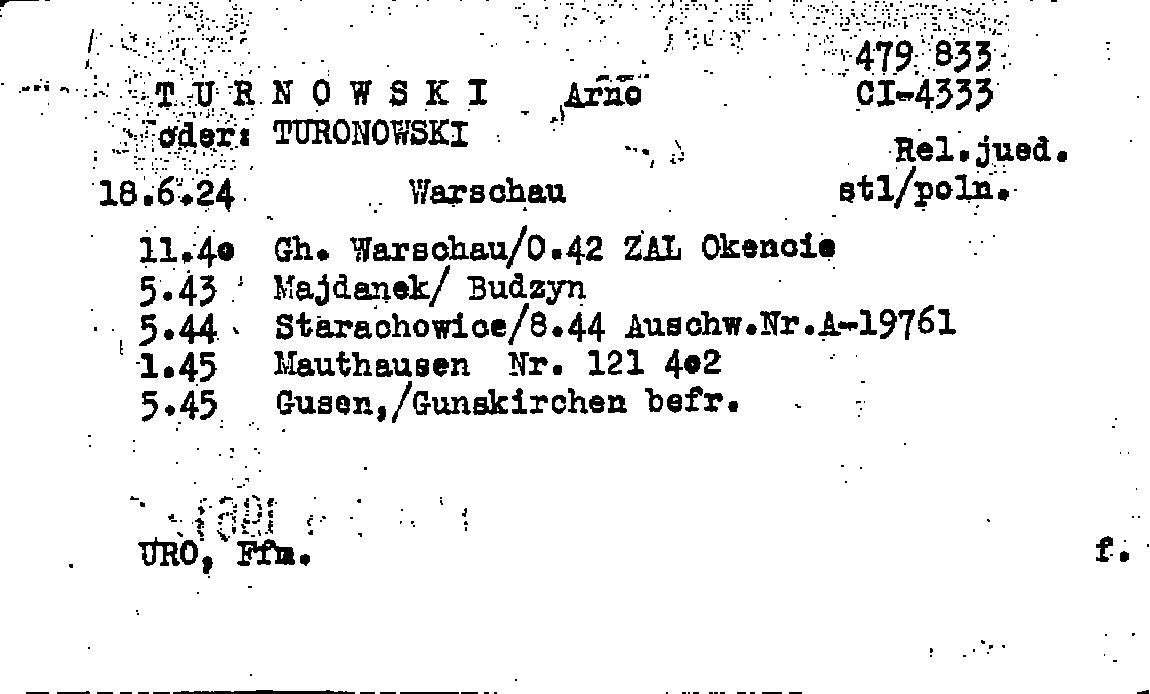 479 833
T U R N O W S K I Arno CI-4333
oder: TURONOWSKI
Rel.jued.
18.6.24 Warschau stl/poln.
11.40 Gh. Warschau/0.42 ZAL Okencie
5.43 Majdanek/ Budzyn
5.44 Starachowice/8.44 Auschw.Nr.A-19761
1.45 Mauthausen Nr. 121 402
5.45 Gusen,/Gunskirchen befr.
URO, Ffm. f.